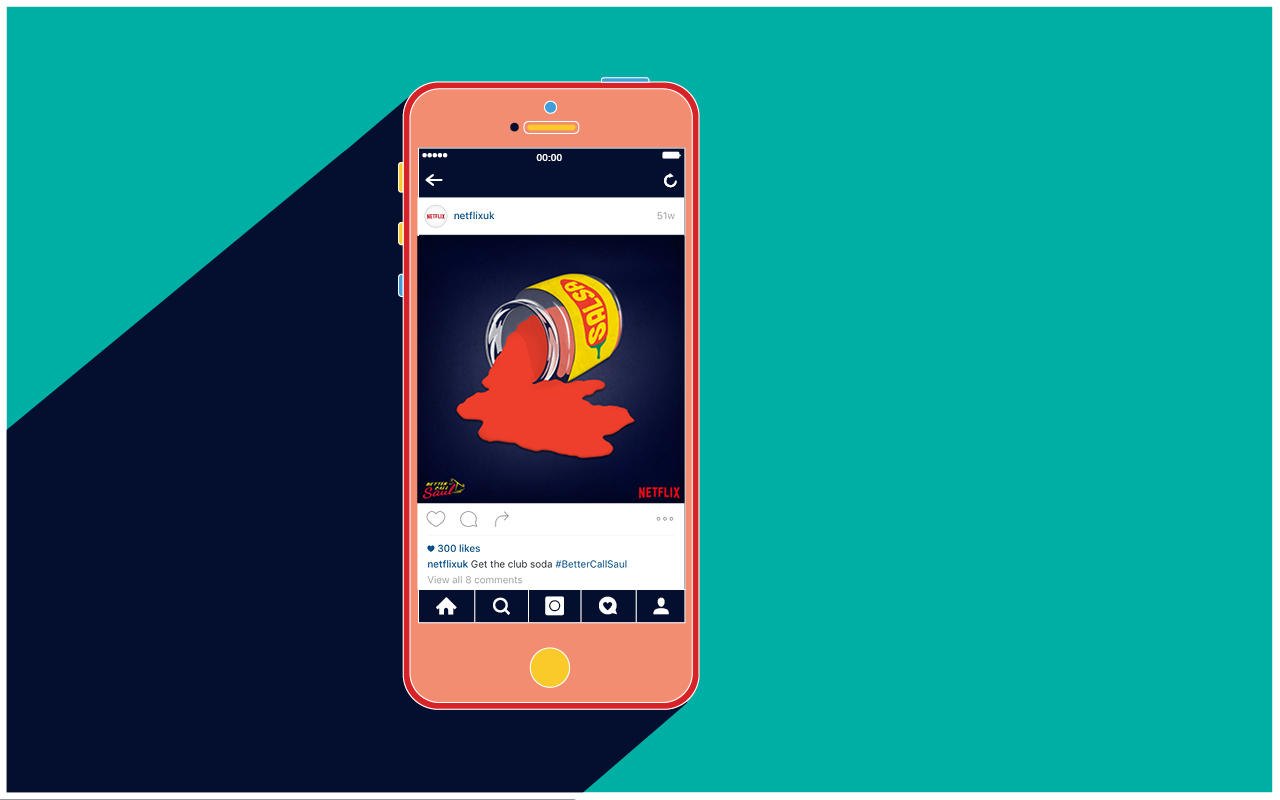 00:00
NETFLIX netflixuk 51w
SALSA
BETTER
CALL
Saul
NETFLIX
300 likes
netflixuk Get the club soda #BetterCallSaul
View all 8 comments